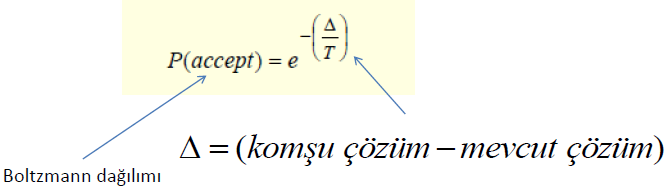 P(accept) = e^{-(Δ/T)}
Δ = (komşu çözüm − mevcut çözüm)
Boltzmann dağılımı